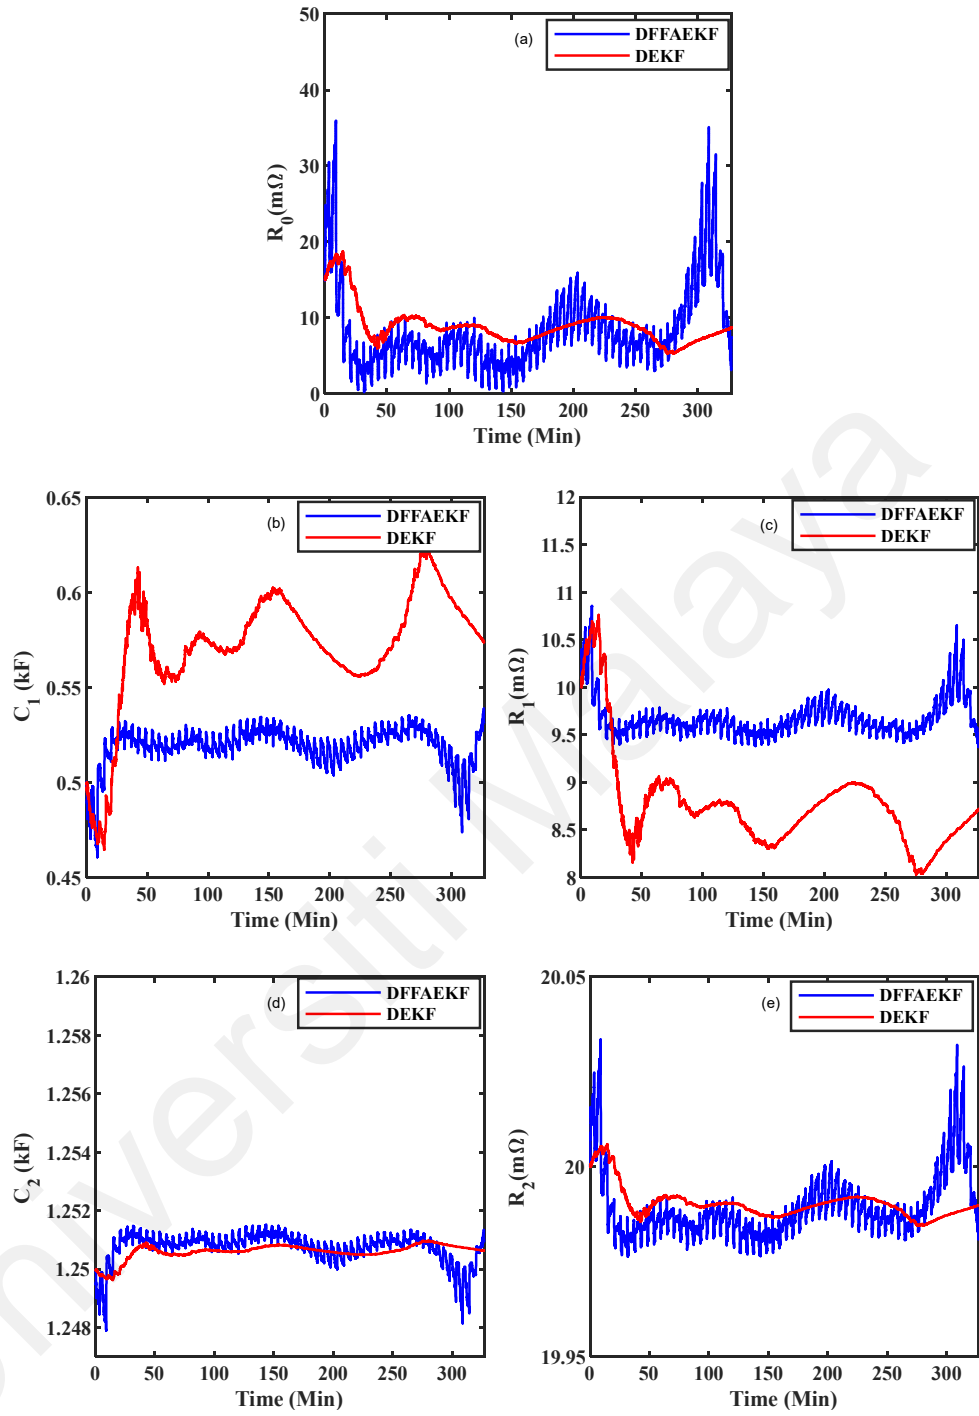 50
40
30
20
10
0
R0(mΩ)
(a)
DFFAEKF
DEKF
0 50 100 150 200 250 300
Time (Min)
0.65
0.6
0.55
0.5
0.45
C1 (kF)
(b)
DFFAEKF
DEKF
0 50 100 150 200 250 300
Time (Min)
12
11.5
11
10.5
10
9.5
9
8.5
8
R1(mΩ)
(c)
DFFAEKF
DEKF
0 50 100 150 200 250 300
Time (Min)
1.26
1.258
1.256
1.254
1.252
1.25
1.248
C2 (kF)
(d)
DFFAEKF
DEKF
0 50 100 150 200 250 300
Time (Min)
20.05
20
19.95
R2(mΩ)
(e)
DFFAEKF
DEKF
0 50 100 150 200 250 300
Time (Min)
niversiti Malaya